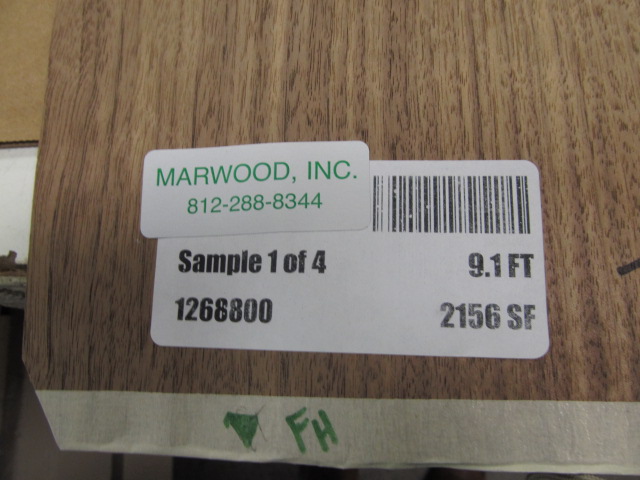 MARWOOD, INC.
812-288-8344
Sample 1 of 4 9.1 FT
1268800 2156 SF
FH